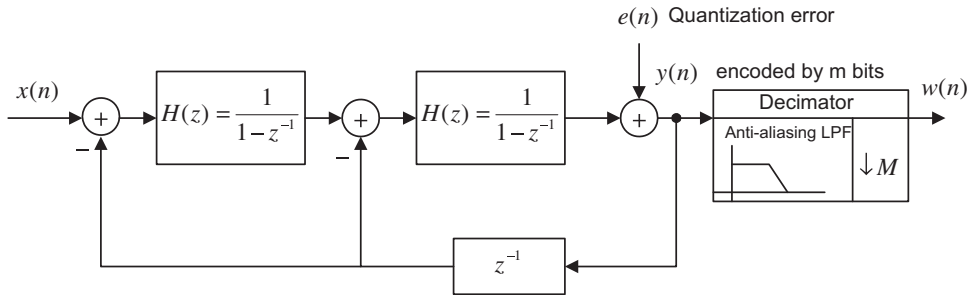 e(n) Quantization error
x(n)
+
−
H(z) = 1 / (1 − z⁻¹)
+
−
H(z) = 1 / (1 − z⁻¹)
+
y(n)
encoded by m bits
Decimator
Anti-aliasing LPF
↓ M
w(n)
z⁻¹